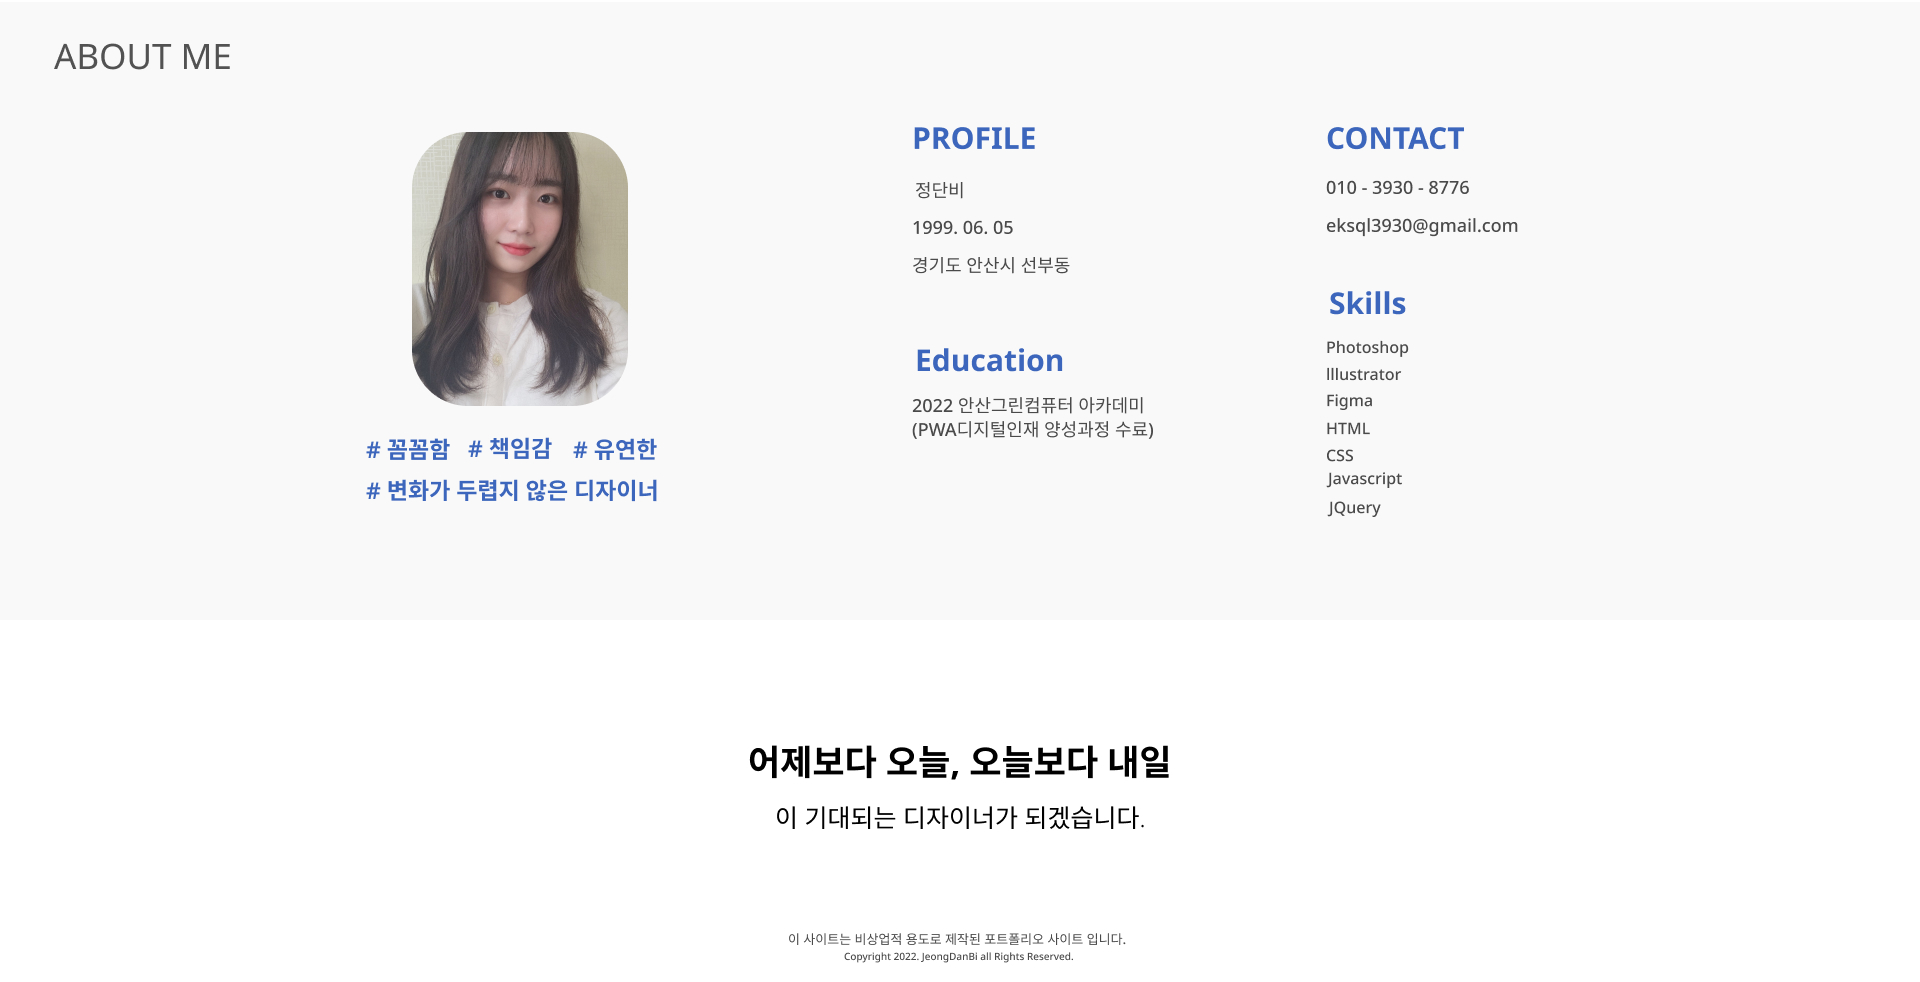 ABOUT ME
# 꼼꼼함 # 책임감 # 유연한
# 변화가 두렵지 않은 디자이너
PROFILE
정단비
1999. 06. 05
경기도 안산시 선부동
Education
2022 안산그린컴퓨터 아카데미
(PWA디지털인재 양성과정 수료)
CONTACT
010 - 3930 - 8776
eksql3930@gmail.com
Skills
Photoshop
Illustrator
Figma
HTML
CSS
Javascript
JQuery
어제보다 오늘, 오늘보다 내일
이 기대되는 디자이너가 되겠습니다.
이 사이트는 비상업적 용도로 제작된 포트폴리오 사이트 입니다.
Copyright 2022. JeongDanBi all Rights Reserved.